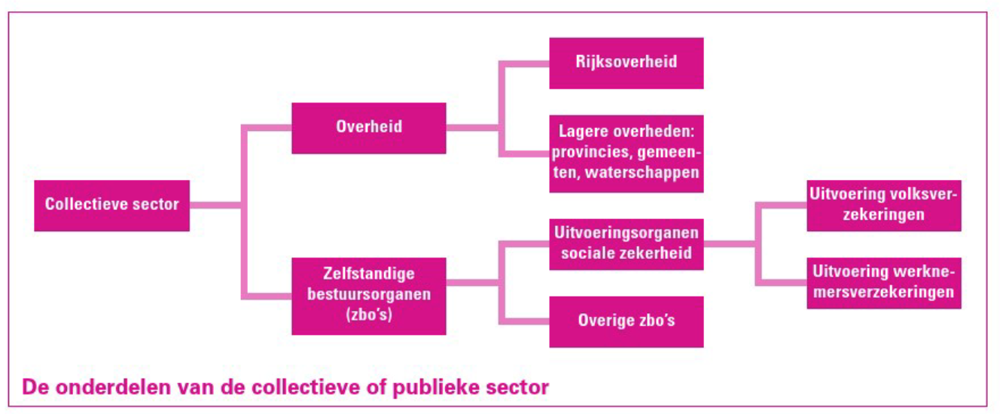 Rijksoverheid
Overheid
Lagere overheden:
provincies, gemeen-
ten, waterschappen
Collectieve sector
Uitvoering volksver-
zekeringen
Uitvoeringsorganen
sociale zekerheid
Zelfstandige
bestuursorganen
(zbo's)
Uitvoering werkne-
mersverzekeringen
Overige zbo's
De onderdelen van de collectieve of publieke sector